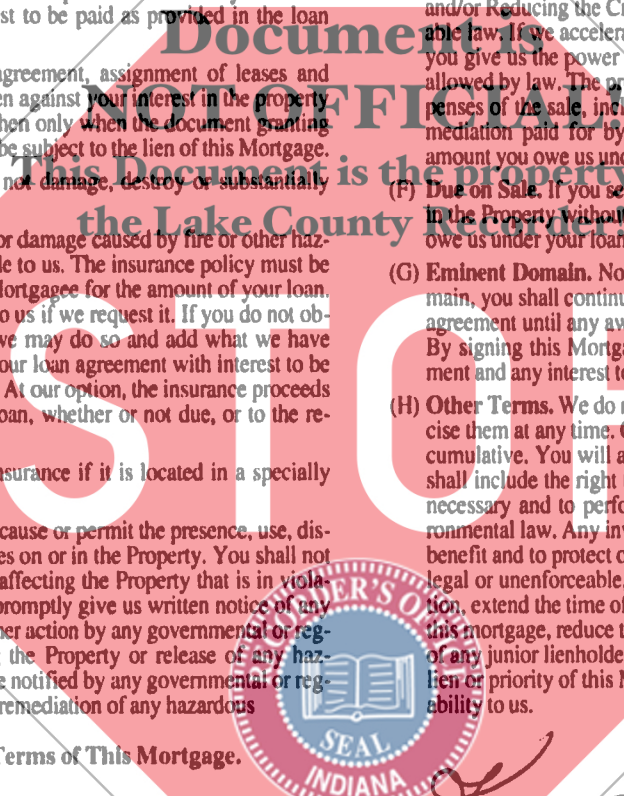 st to be paid as provided in the loan
agreement, assignment of leases and
en against your interest in the property
hen only when the document granting
be subject to the lien of this Mortgage.
not damage, destroy or substantially
or damage caused by fire or other haz-
le to us. The insurance policy must be
Mortgagee for the amount of your loan.
o us if we request it. If you do not ob-
we may do so and add what we have
our loan agreement with interest to be
At our option, the insurance proceeds
oan, whether or not due, or to the re-
nsurance if it is located in a specially
cause or permit the presence, use, dis-
es on or in the Property. You shall not
affecting the Property that is in viola-
promptly give us written notice of any
her action by any governmental or reg-
the Property or release of any haz-
e notified by any governmental or reg-
remediation of any hazardous
Terms of This Mortgage.
and/or Reducing the Cr
able law. If we accelera
you give us the power
allowed by law. The pr
penses of the sale, incl
mediation paid for by
amount you owe us und
(F) Due on Sale. If you se
in the Property without
owe us under your loan
(G) Eminent Domain. No
main, you shall continu
agreement until any aw
By signing this Mortga
ment and any interest to
(H) Other Terms. We do n
cise them at any time. O
cumulative. You will a
shall include the right
necessary and to perfo
ronmental law. Any inv
benefit and to protect o
legal or unenforceable,
tion, extend the time of
this mortgage, reduce t
of any junior lienholde
lien or priority of this M
ability to us.
Document is
NOT OFFICIAL!
This Document is the property
the Lake County Recorder!
STOP
ORDER'S OF
SEAL
INDIANA